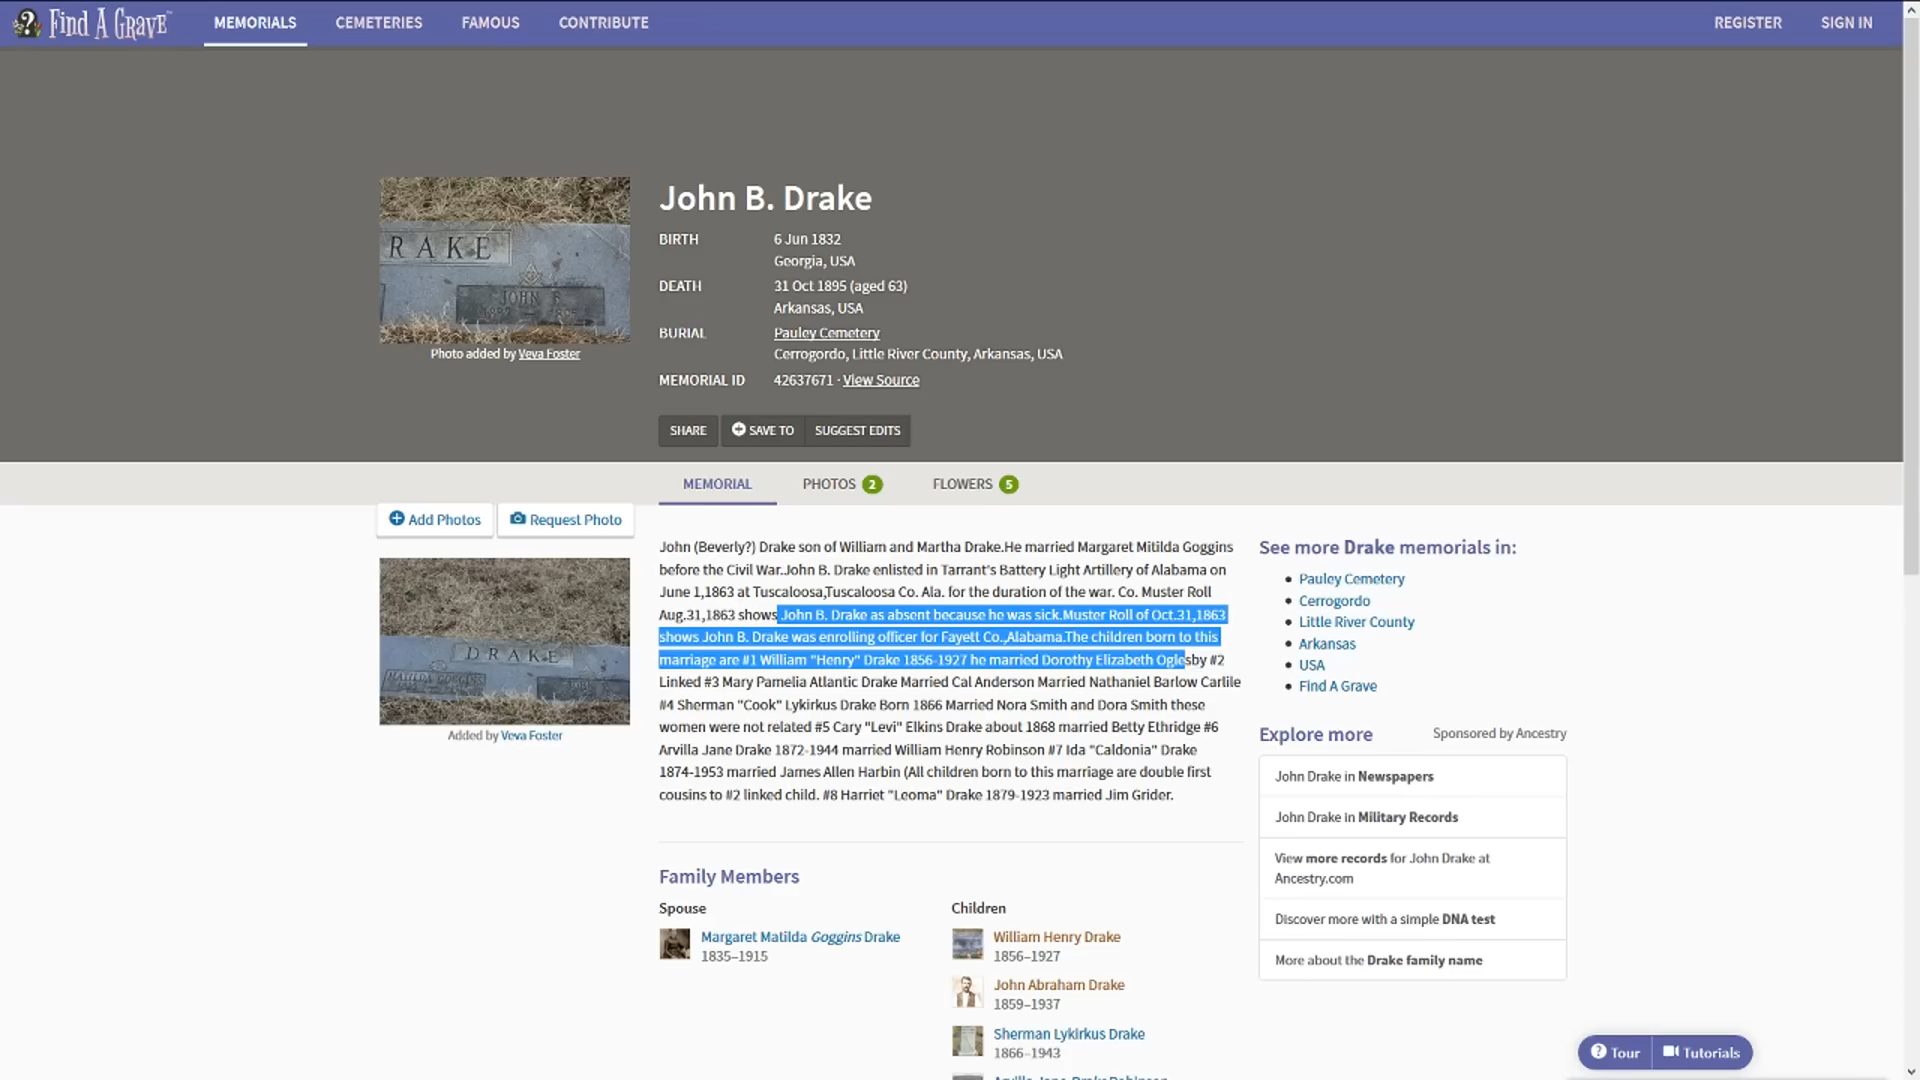 Find A Grave™
MEMORIALS
CEMETERIES
FAMOUS
CONTRIBUTE
REGISTER
SIGN IN
RAKE
JOHN B.
Photo added by Veva Foster
John B. Drake
BIRTH 6 Jun 1832
Georgia, USA
DEATH 31 Oct 1895 (aged 63)
Arkansas, USA
BURIAL Pauley Cemetery
Cerrogordo, Little River County, Arkansas, USA
MEMORIAL ID 42637671 · View Source
SHARE
SAVE TO
SUGGEST EDITS
MEMORIAL
PHOTOS 2
FLOWERS 5
Add Photos
Request Photo
DRAKE
Added by Veva Foster
John (Beverly?) Drake son of William and Martha Drake.He married Margaret Mitilda Goggins
before the Civil War..John B. Drake enlisted in Tarrant's Battery Light Artillery of Alabama on
June 1,1863 at Tuscaloosa,Tuscaloosa Co. Ala. for the duration of the war. Co. Muster Roll
Aug.31,1863 shows John B. Drake as absent because he was sick.Muster Roll of Oct.31,1863
shows John B. Drake was enrolling officer for Fayett Co.,Alabama.The children born to this
marriage are #1 William "Henry" Drake 1856-1927 he married Dorothy Elizabeth Oglesby #2
Linked #3 Mary Pamelia Atlantic Drake Married Cal Anderson Married Nathaniel Barlow Carlile
#4 Sherman "Cook" Lykirkus Drake Born 1866 Married Nora Smith and Dora Smith these
women were not related #5 Cary "Levi" Elkins Drake about 1868 married Betty Ethridge #6
Arvilla Jane Drake 1872-1944 married William Henry Robinson #7 Ida "Caldonia" Drake
1874-1953 married James Allen Harbin (All children born to this marriage are double first
cousins to #2 linked child. #8 Harriet "Leoma" Drake 1879-1923 married Jim Grider.
Family Members
Spouse
Margaret Matilda Goggins Drake
1835–1915
Children
William Henry Drake
1856–1927
John Abraham Drake
1859–1937
Sherman Lykirkus Drake
1866–1943
See more Drake memorials in:
Pauley Cemetery
Cerrogordo
Little River County
Arkansas
USA
Find A Grave
Explore more
Sponsored by Ancestry
John Drake in Newspapers
John Drake in Military Records
View more records for John Drake at
Ancestry.com
Discover more with a simple DNA test
More about the Drake family name
Tour
Tutorials